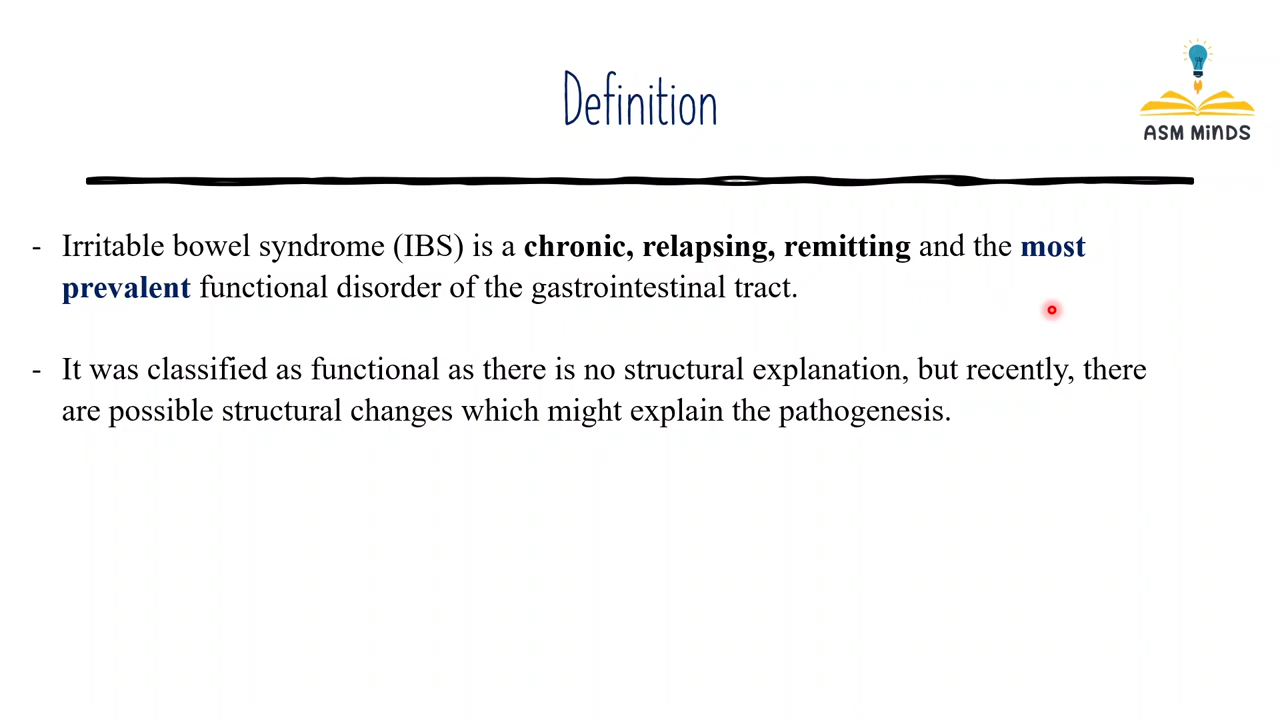 Definition
ASM MiNDS
- Irritable bowel syndrome (IBS) is a chronic, relapsing, remitting and the most
prevalent functional disorder of the gastrointestinal tract.
- It was classified as functional as there is no structural explanation, but recently, there
are possible structural changes which might explain the pathogenesis.